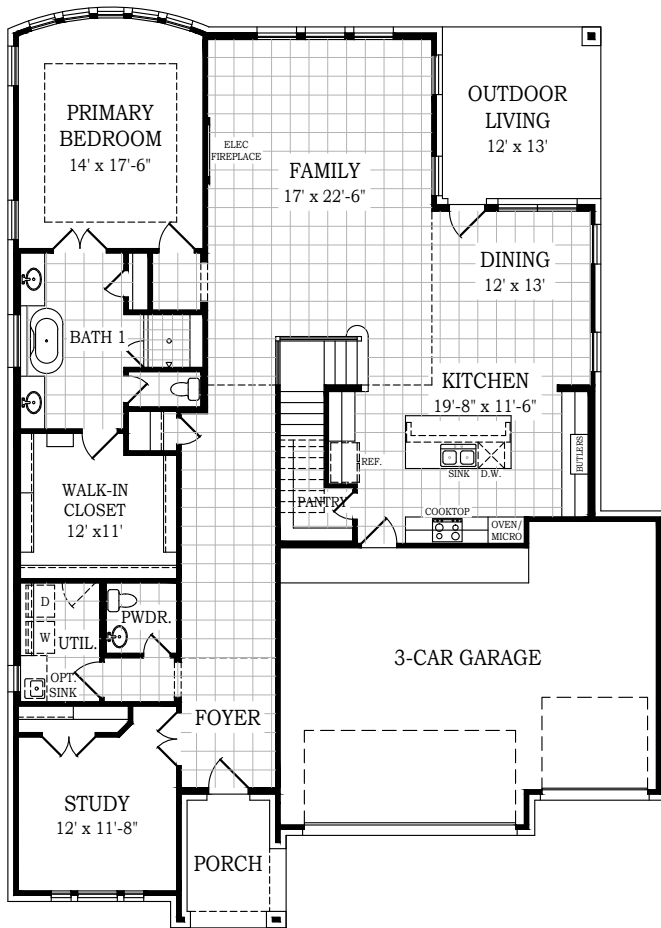 PRIMARY
BEDROOM
14' x 17'-6"
ELEC
FIREPLACE
FAMILY
17' x 22'-6"
OUTDOOR
LIVING
12' x 13'
DINING
12' x 13'
BATH 1
KITCHEN
19'-8" x 11'-6"
REF.
SINK
D.W.
BUTLERS
PANTRY
COOKTOP
OVEN/
MICRO
WALK-IN
CLOSET
12' x11'
D
W
UTIL.
OPT.
SINK
PWDR.
3-CAR GARAGE
FOYER
STUDY
12' x 11'-8"
PORCH